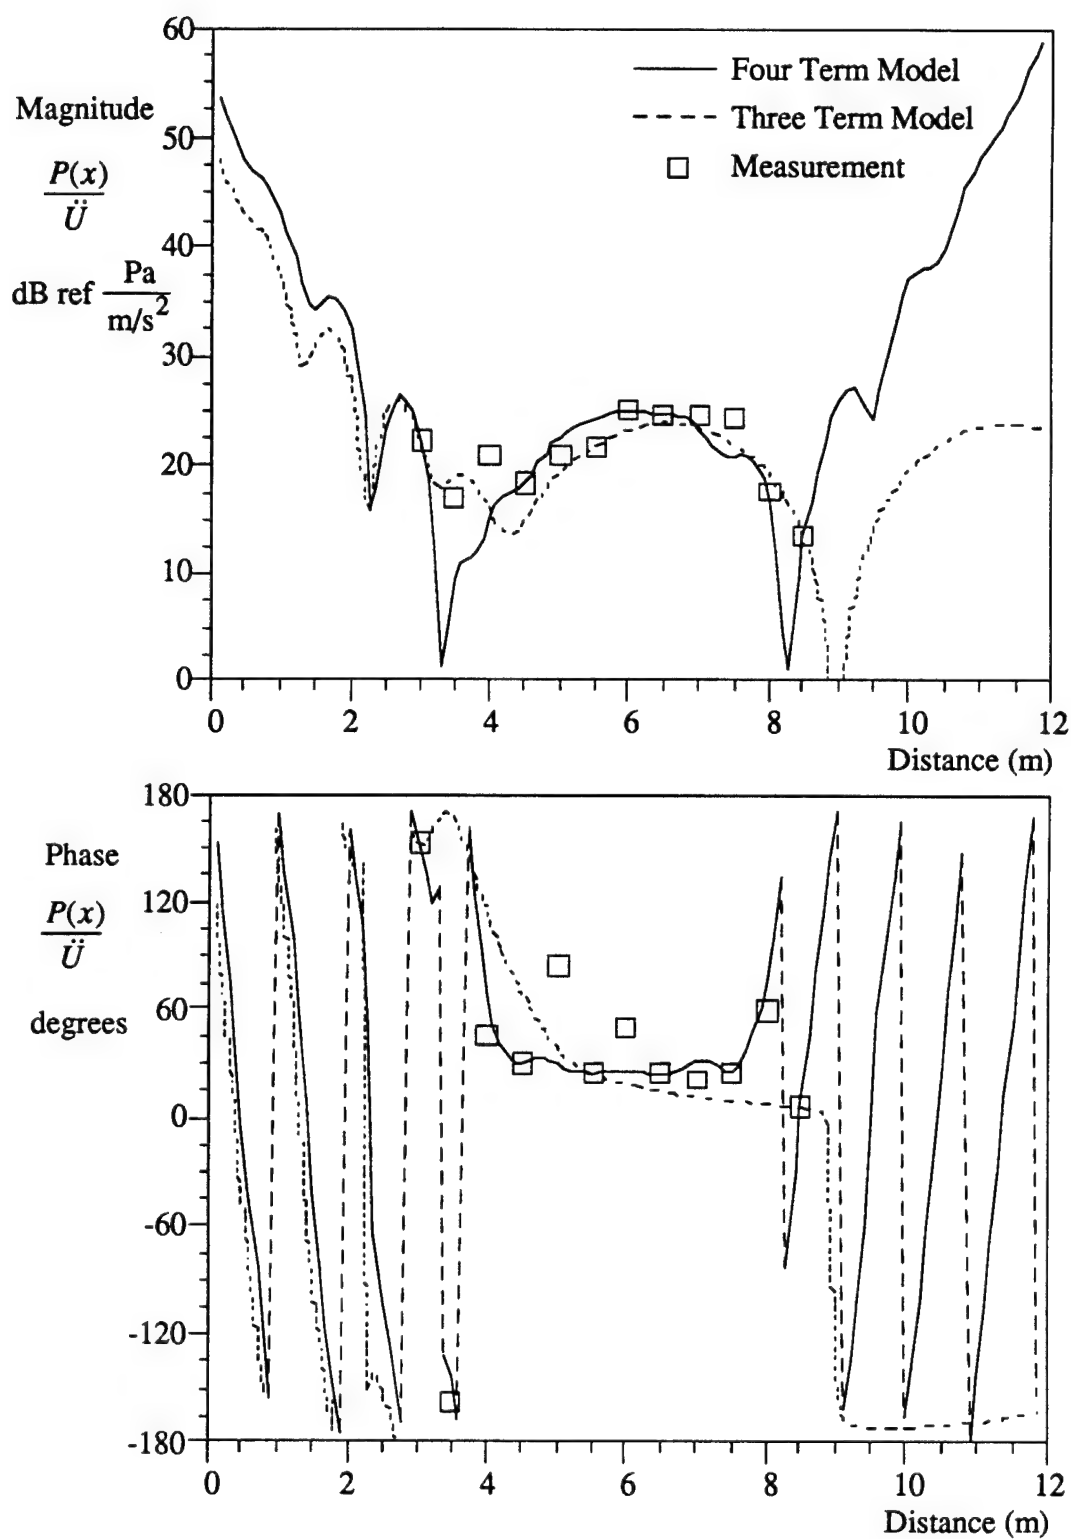 60
50
40
30
20
10
0
Magnitude
P(x)
Ü
dB ref Pa
m/s²
Four Term Model
Three Term Model
Measurement
0 2 4 6 8 10 12
Distance (m)
180
120
60
0
-60
-120
-180
Phase
P(x)
Ü
degrees
0 2 4 6 8 10 12
Distance (m)